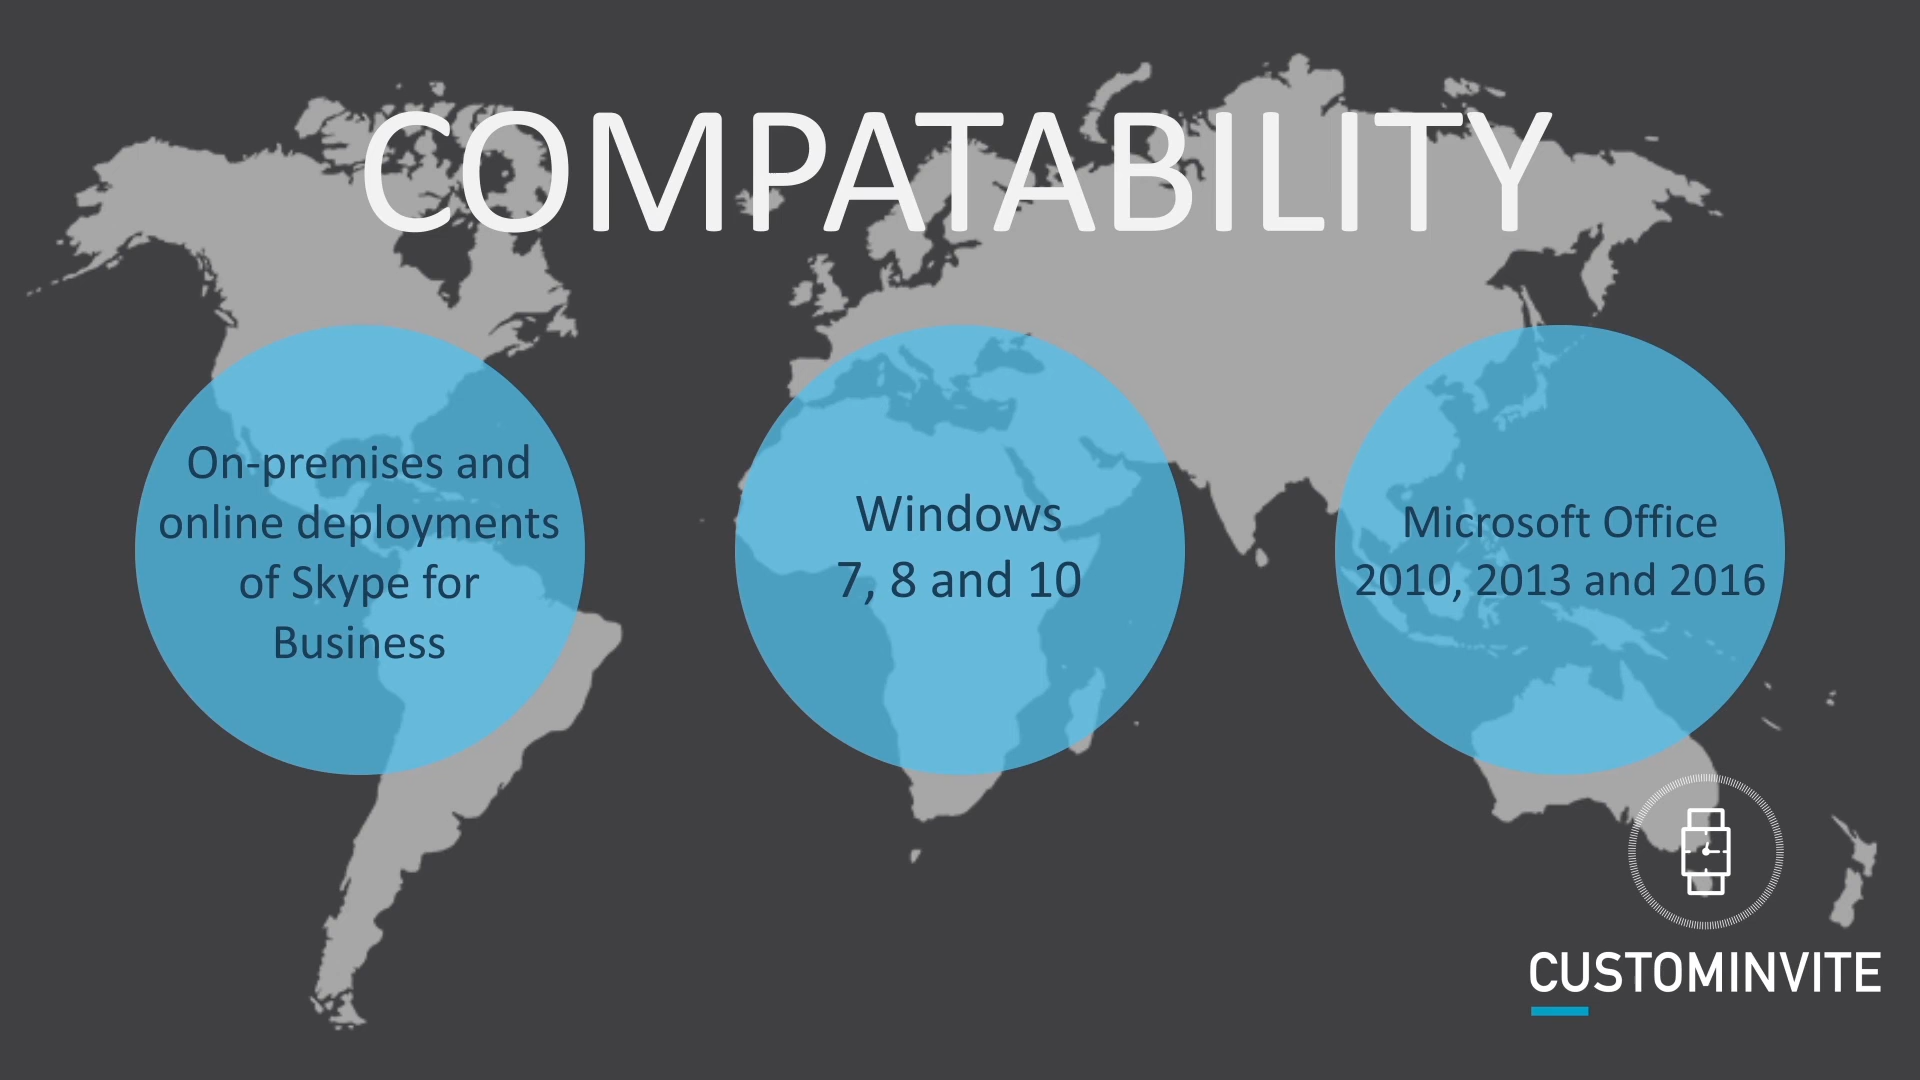 COMPATABILITY
On-premises and
online deployments
of Skype for
Business
Windows
7, 8 and 10
Microsoft Office
2010, 2013 and 2016
CUSTOMINVITE